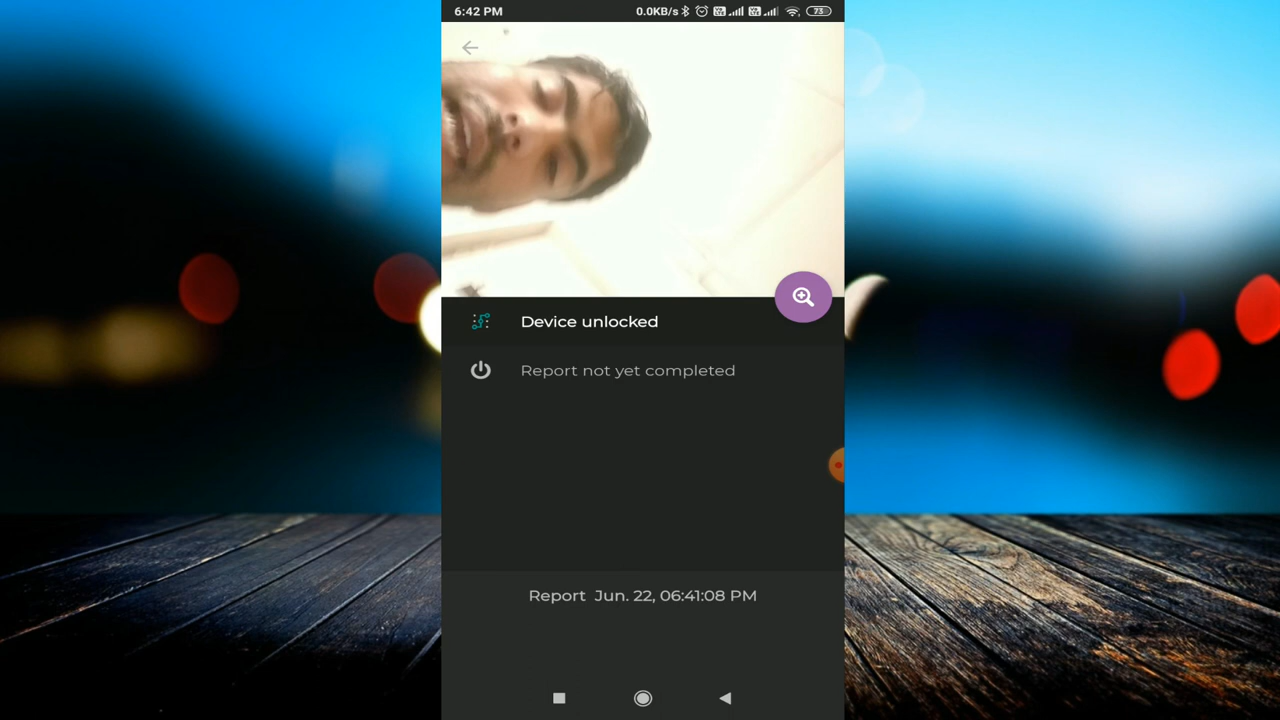 6:42 PM 0.0KB/s 73
Device unlocked
Report not yet completed
Report Jun. 22, 06:41:08 PM